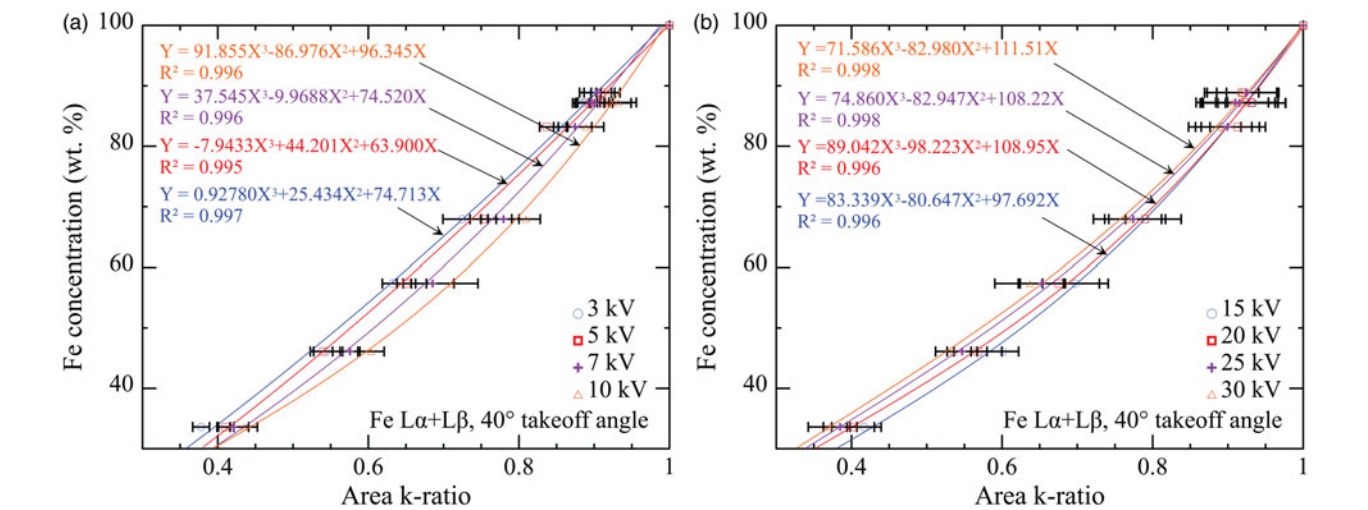 (a)
100
80
60
40
Fe concentration (wt. %)
Y = 91.855X³-86.976X²+96.345X
R² = 0.996
Y = 37.545X³-9.9688X²+74.520X
R² = 0.996
Y = -7.9433X³+44.201X²+63.900X
R² = 0.995
Y = 0.92780X³+25.434X²+74.713X
R² = 0.997
3 kV
5 kV
7 kV
10 kV
Fe Lα+Lβ, 40° takeoff angle
0.4 0.6 0.8 1
Area k-ratio
(b)
100
80
60
40
Fe concentration (wt. %)
Y =71.586X³-82.980X²+111.51X
R² = 0.998
Y = 74.860X³-82.947X²+108.22X
R² = 0.998
Y =89.042X³-98.223X²+108.95X
R² = 0.996
Y =83.339X³-80.647X²+97.692X
R² = 0.996
15 kV
20 kV
25 kV
30 kV
Fe Lα+Lβ, 40° takeoff angle
0.4 0.6 0.8 1
Area k-ratio